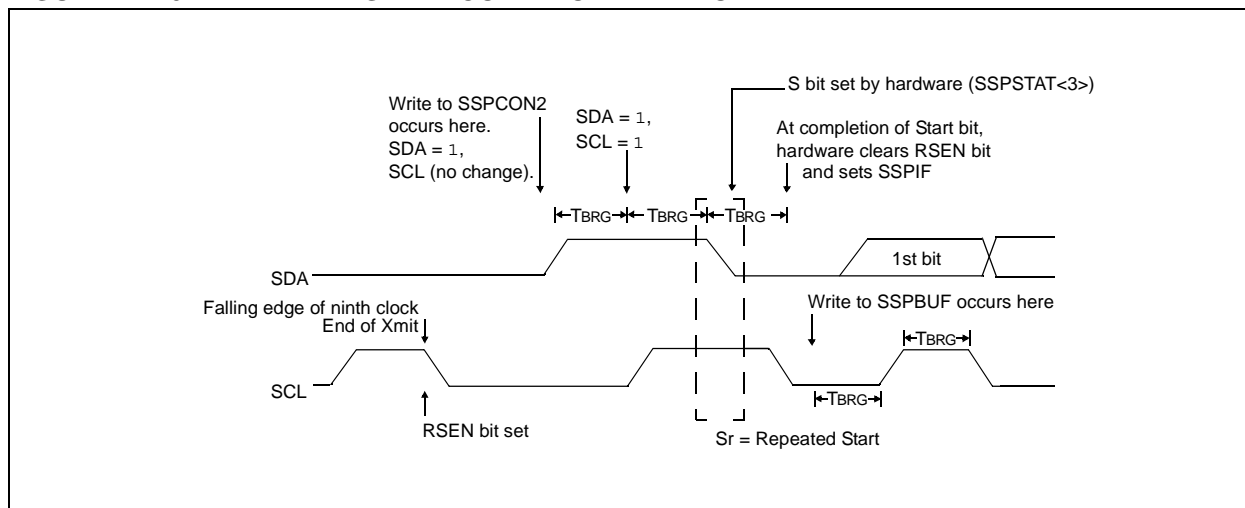 S bit set by hardware (SSPSTAT<3>)
Write to SSPCON2
occurs here.
SDA = 1,
SCL (no change).
SDA = 1,
SCL = 1
At completion of Start bit,
hardware clears RSEN bit
and sets SSPIF
TBRG
TBRG
TBRG
SDA
1st bit
Falling edge of ninth clock
End of Xmit
Write to SSPBUF occurs here
TBRG
SCL
TBRG
RSEN bit set
Sr = Repeated Start